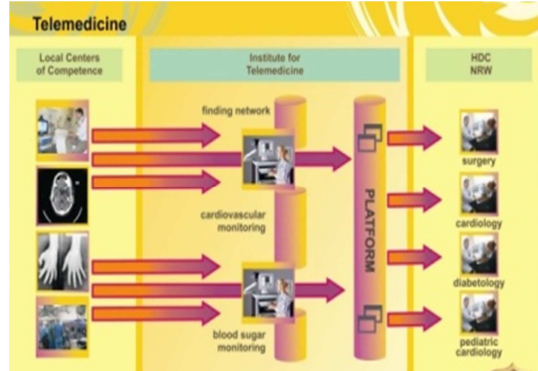 Telemedicine
Local Centers
of Competence
Institute for
Telemedicine
HDC
NRW
finding network
cardiovascular
monitoring
blood sugar
monitoring
PLATFORM
surgery
cardiology
diabetology
pediatric
cardiology